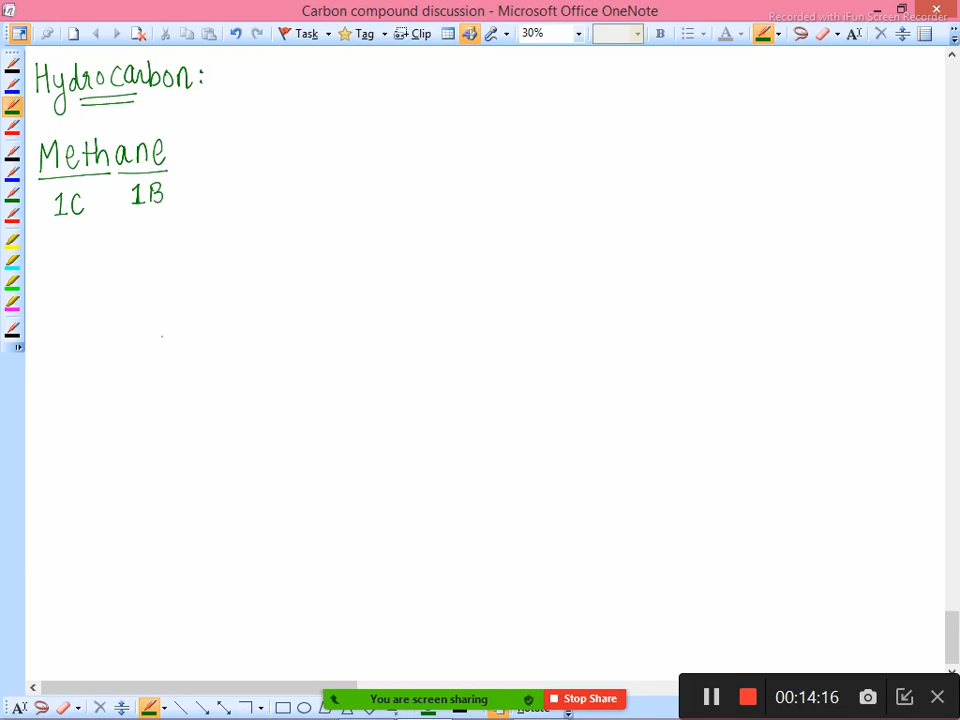 Carbon compound discussion - Microsoft Office OneNote
Recorded with iFun Screen Recorder
Task Tag Clip 30% B A A
Hydrocarbon:
Methane
1C 1B
A
You are screen sharing Stop Share
00:14:16